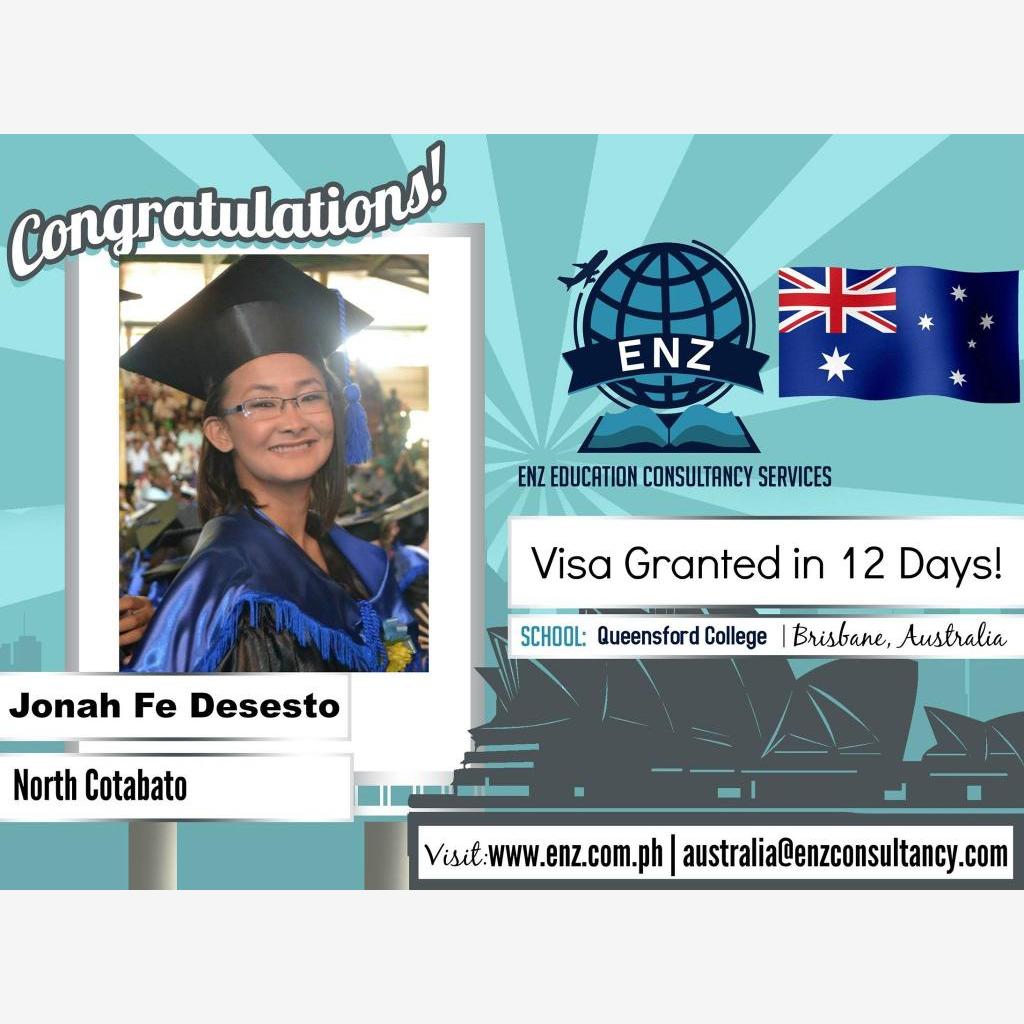 Congratulations!
ENZ
ENZ EDUCATION CONSULTANCY SERVICES
Visa Granted in 12 Days!
SCHOOL: Queensford College | Brisbane, Australia
Jonah Fe Desesto
North Cotabato
Visit: www.enz.com.ph | australia@enzconsultancy.com